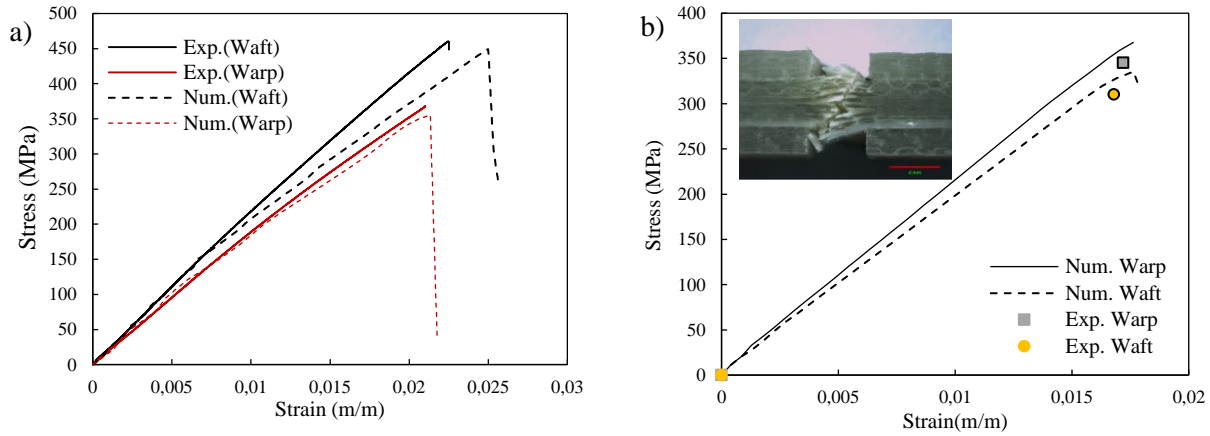 a)
500
450
400
350
300
250
200
150
100
50
0
Stress (MPa)
Exp.(Waft)
Exp.(Warp)
Num.(Waft)
Num.(Warp)
0 0,005 0,01 0,015 0,02 0,025 0,03
Strain (m/m)
b)
400
350
300
250
200
150
100
50
0
Stress (MPa)
Num. Warp
Num. Waft
Exp. Warp
Exp. Waft
0 0,005 0,01 0,015 0,02
Strain(m/m)